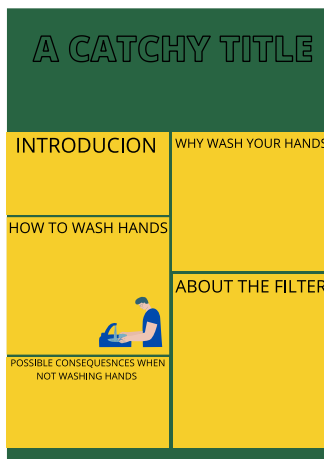 A CATCHY TITLE
INTRODUCION
HOW TO WASH HANDS
POSSIBLE CONSEQUESNCES WHEN
NOT WASHING HANDS
WHY WASH YOUR HANDS
ABOUT THE FILTER